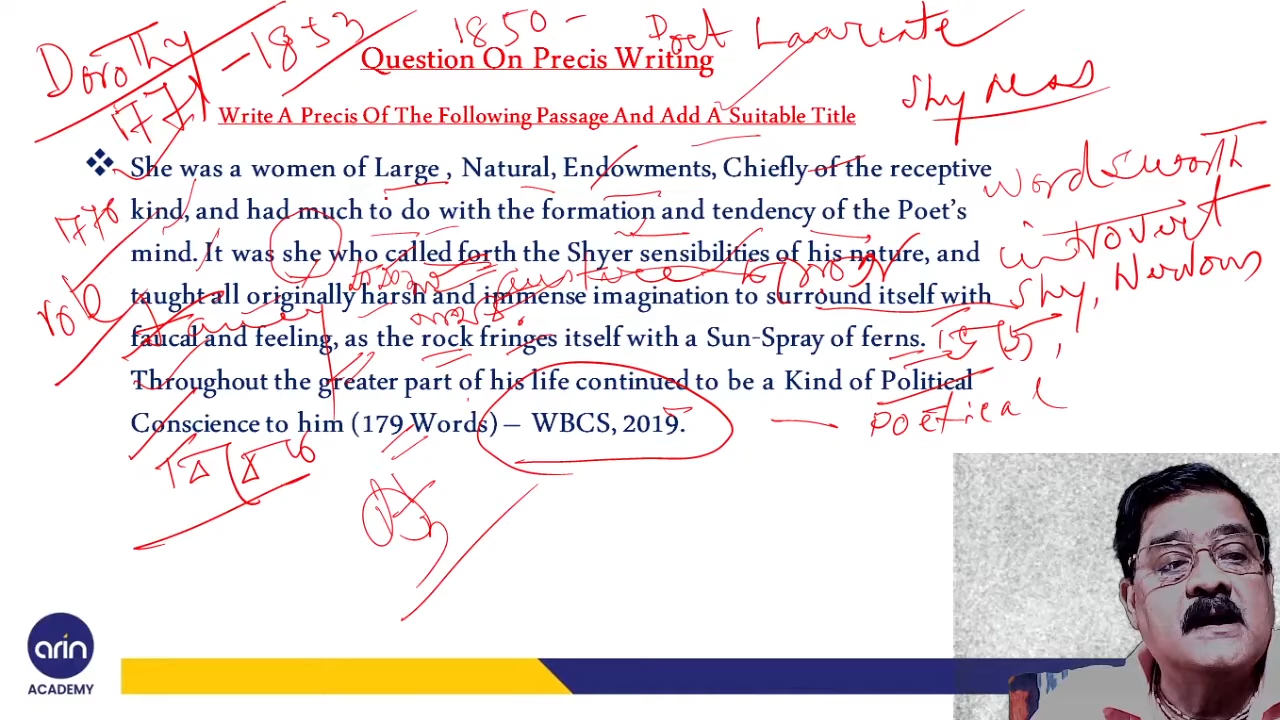 Dorothy
1771 - 1853
1850 - Poet Laureate
Question On Precis Writing
Shyness
Write A Precis Of The Following Passage And Add A Suitable Title
❖ She was a women of Large , Natural, Endowments, Chiefly of the receptive
Wordsworth
kind, and had much to do with the formation and tendency of the Poet's
1770
introvert
mind. It was she who called forth the Shyer sensibilities of his nature, and
Shy, Nervous
taught all originally harsh and immense imagination to surround itself with
role
faucal and feeling, as the rock fringes itself with a Sun-Spray of ferns.
Throughout the greater part of his life continued to be a Kind of Political
Poetical
Conscience to him (179 Words) – WBCS, 2019.
arin
ACADEMY